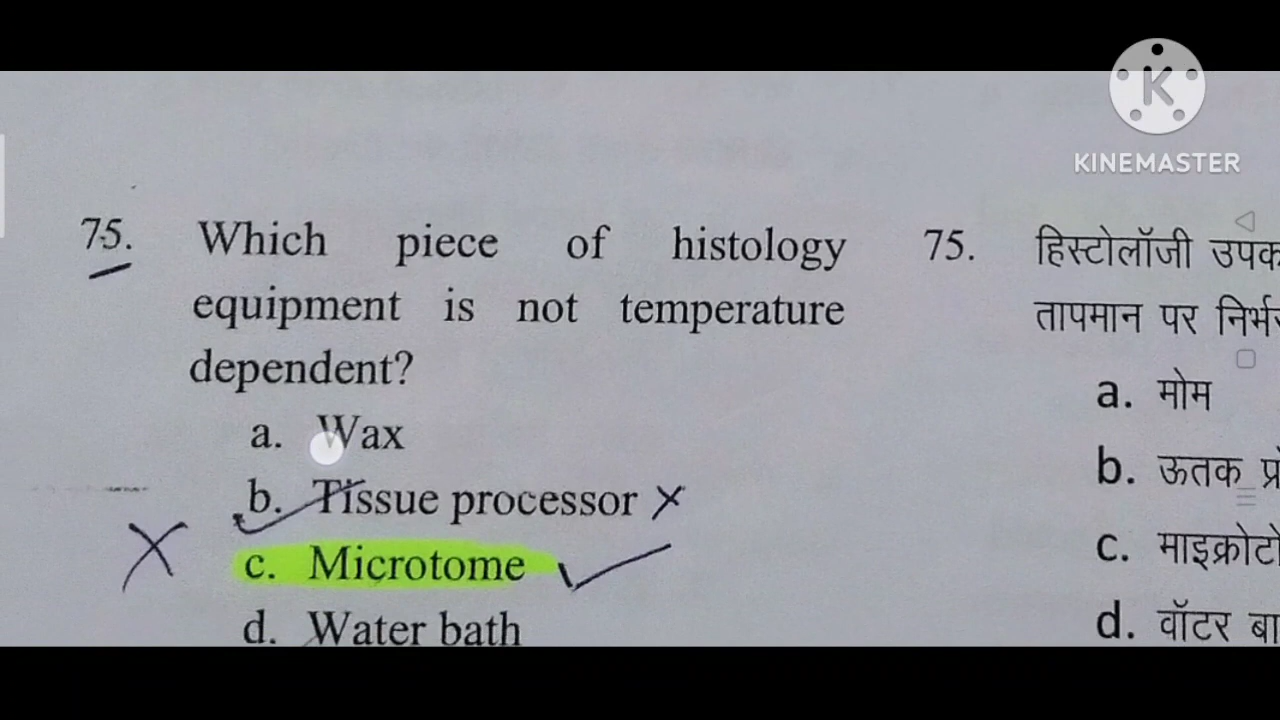 KINEMASTER
75. Which piece of histology
equipment is not temperature
dependent?
a. Wax
b. Tissue processor
c. Microtome
d. Water bath
75. हिस्टोलॉजी
तापमान पर
a. मोम
b. ऊतक
c.
d. वॉटर